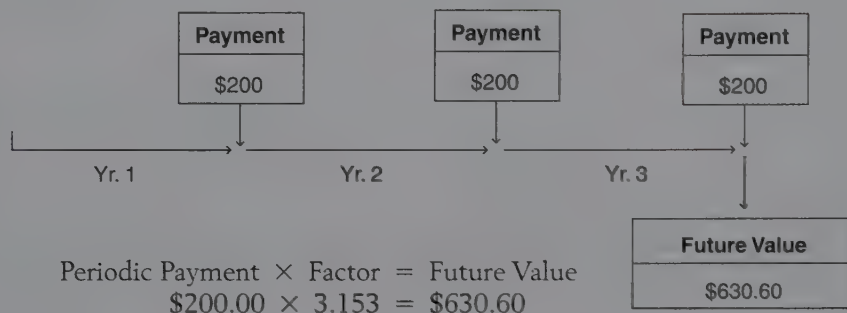 Payment Payment Payment
$200 $200 $200
Yr. 1 Yr. 2 Yr. 3
Future Value
$630.60
Periodic Payment × Factor = Future Value
$200.00 × 3.153 = $630.60